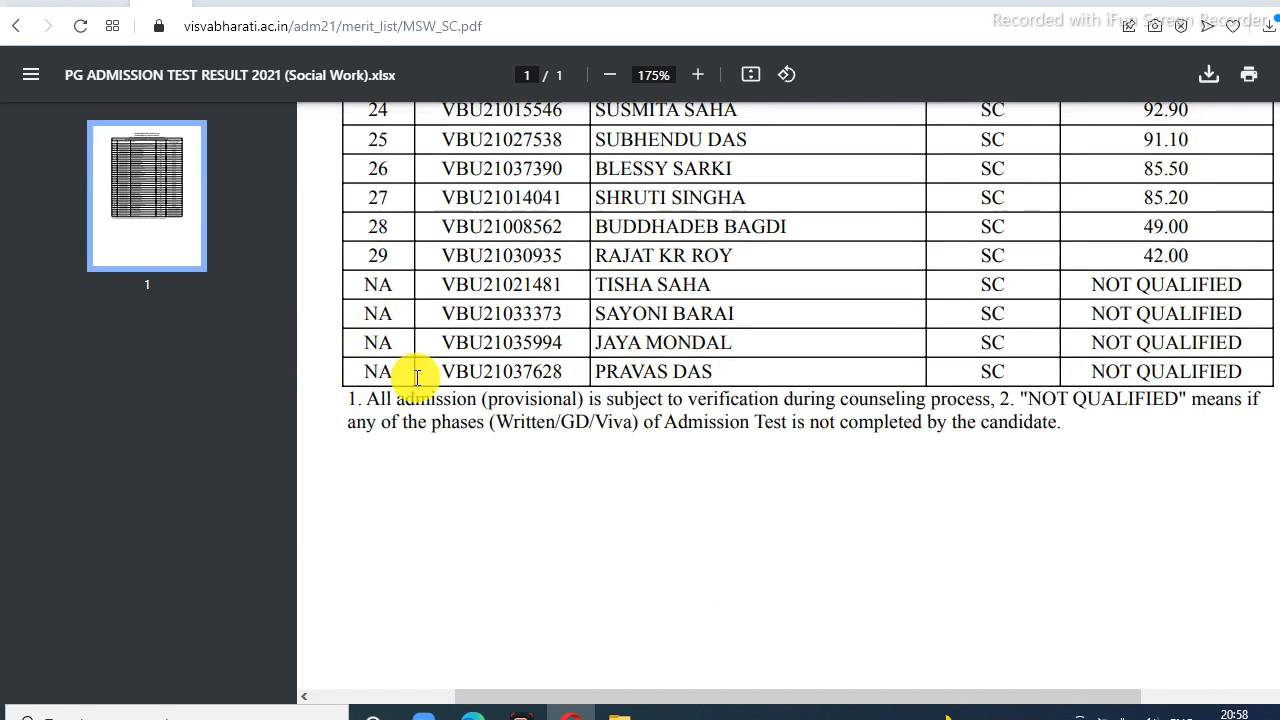 visvabharati.ac.in/adm21/merit_list/MSW_SC.pdf
Recorded with iFun Screen Recorder
PG ADMISSION TEST RESULT 2021 (Social Work).xlsx
1 / 1
175%
24 VBU21015546 SUSMITA SAHA SC 92.90
25 VBU21027538 SUBHENDU DAS SC 91.10
26 VBU21037390 BLESSY SARKI SC 85.50
27 VBU21014041 SHRUTI SINGHA SC 85.20
28 VBU21008562 BUDDHADEB BAGDI SC 49.00
29 VBU21030935 RAJAT KR ROY SC 42.00
NA VBU21021481 TISHA SAHA SC NOT QUALIFIED
NA VBU21033373 SAYONI BARAI SC NOT QUALIFIED
NA VBU21035994 JAYA MONDAL SC NOT QUALIFIED
NA VBU21037628 PRAVAS DAS SC NOT QUALIFIED
1. All admission (provisional) is subject to verification during counseling process, 2. "NOT QUALIFIED" means if
any of the phases (Written/GD/Viva) of Admission Test is not completed by the candidate.
1
20:58